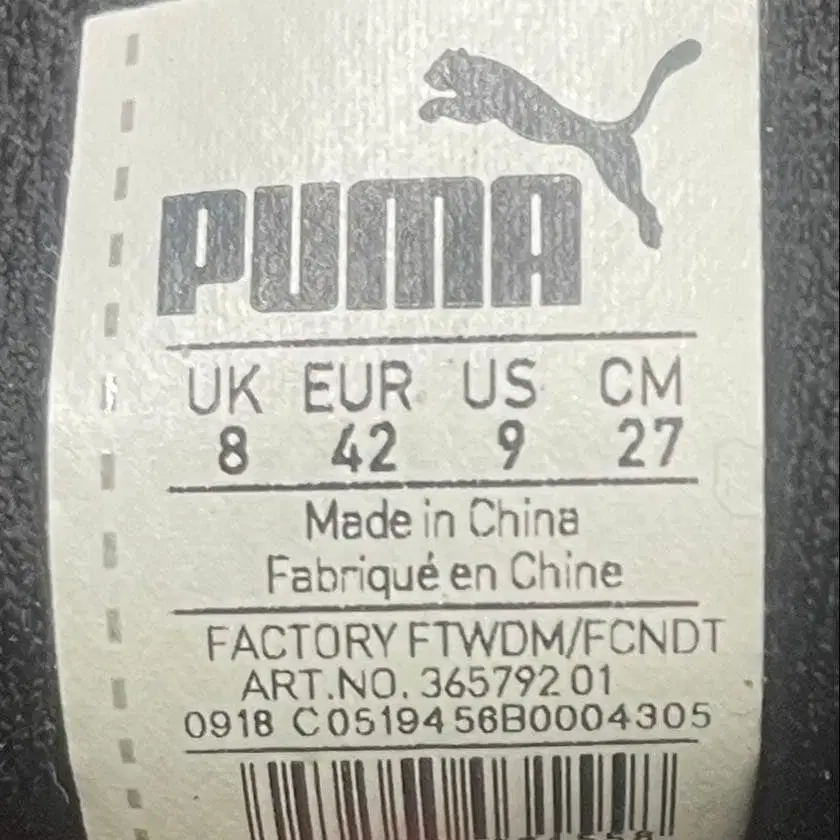 PUMA
UK EUR US CM
8 42 9 27
Made in China
Fabriqué en Chine
FACTORY FTWDM/FCNDT
ART.NO. 365792 01
0918 C0519456B0004305